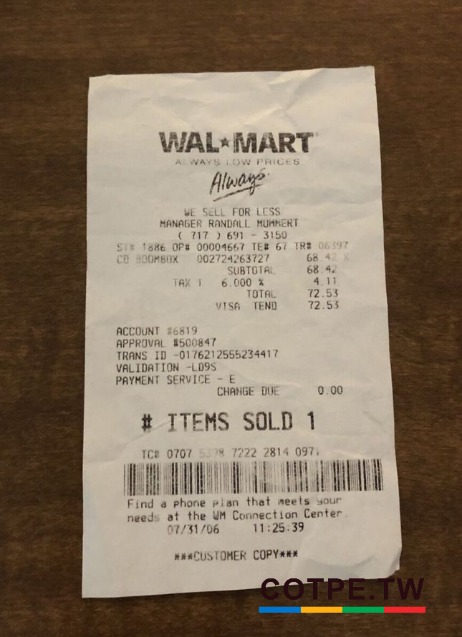 WAL★MART
ALWAYS LOW PRICES
Always
WE SELL FOR LESS
MANAGER RANDALL MUMMERT
( 717 ) 691 - 3150
ST# 1886 OP# 00004667 TE# 67 TR# 06397
CD BOOMBOX 002724263727 68.42 X
SUBTOTAL 68.42
TAX 1 6.000 % 4.11
TOTAL 72.53
VISA TEND 72.53
ACCOUNT #6819
APPROVAL #500847
TRANS ID -0176212555234417
VALIDATION -LD9S
PAYMENT SERVICE - E
CHANGE DUE 0.00
# ITEMS SOLD 1
TC# 0707 7222 2814 0971
Find a phone plan that meets your
needs at the WM Connection Center.
07/31/06 11:25:39
***CUSTOMER COPY***
COTPE.TW